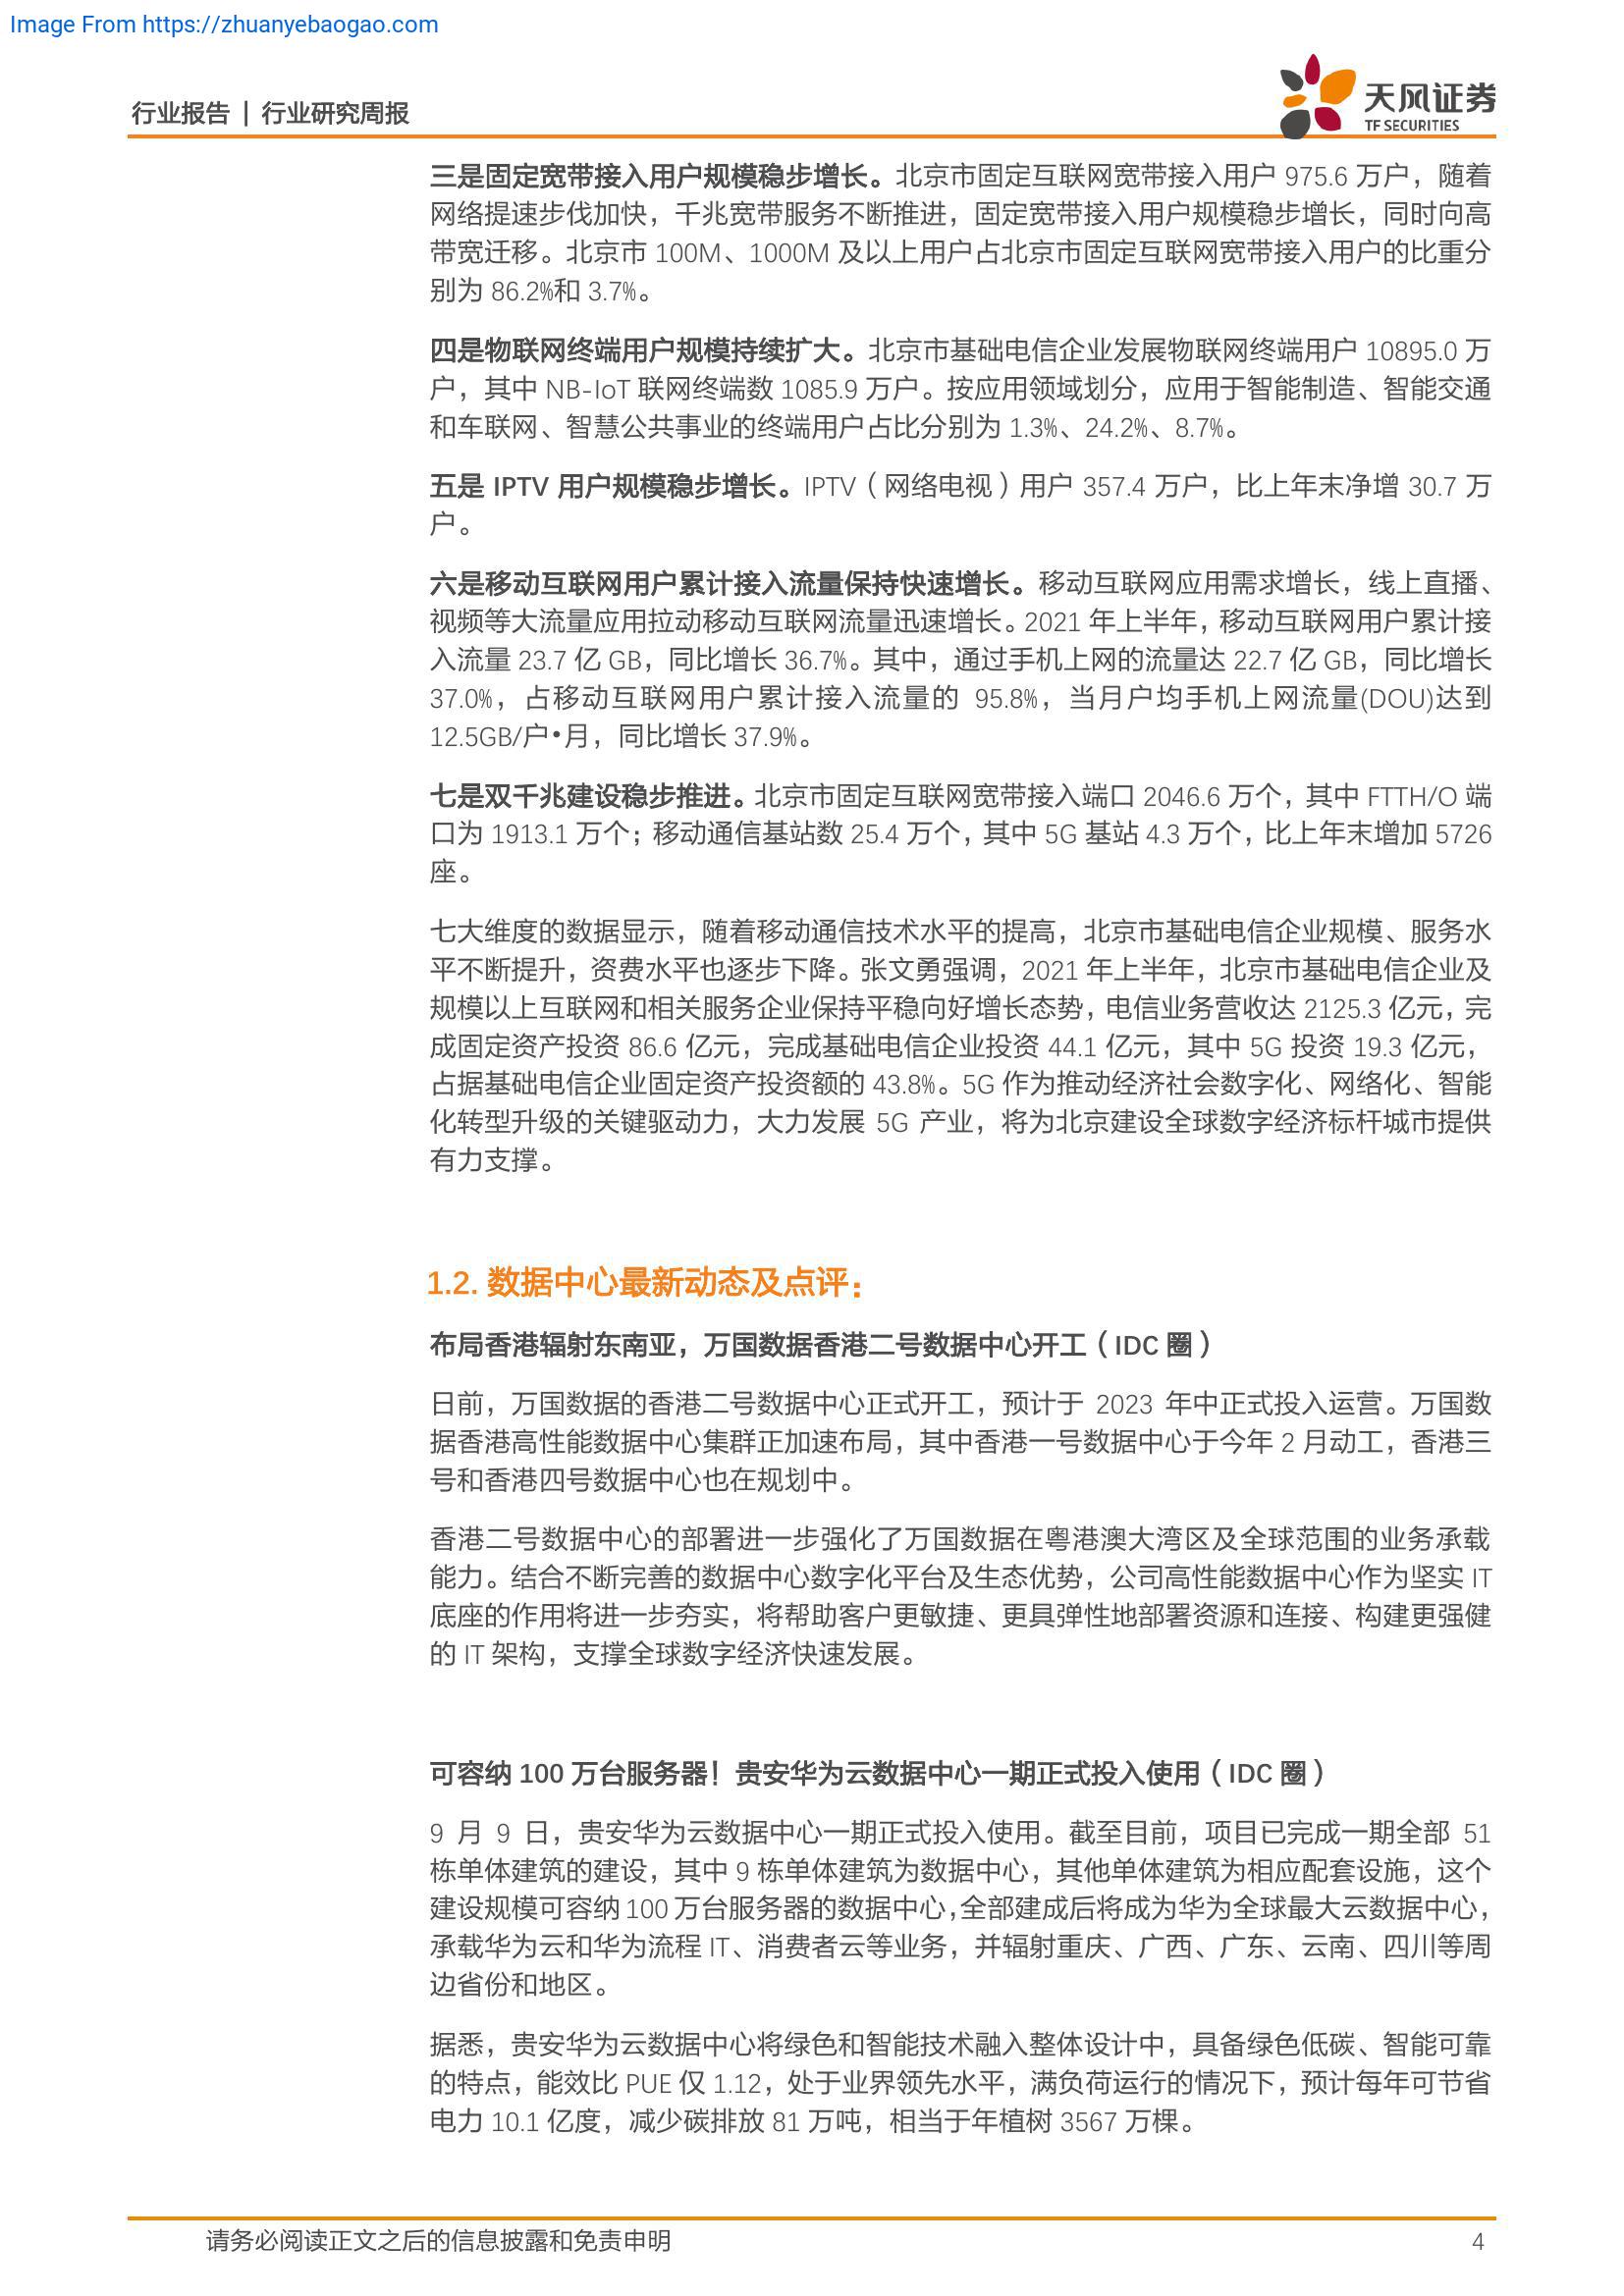 Image From https://zhuanyebaogao.com
行业报告 | 行业研究周报
天风证券
TF SECURITIES
三是固定宽带接入用户规模稳步增长。北京市固定互联网宽带接入用户 975.6 万户，随着
网络提速步伐加快，千兆宽带服务不断推进，固定宽带接入用户规模稳步增长，同时向高
带宽迁移。北京市 100M、1000M 及以上用户占北京市固定互联网宽带接入用户的比重分
别为 86.2%和 3.7%。
四是物联网终端用户规模持续扩大。北京市基础电信企业发展物联网终端用户 10895.0 万
户，其中 NB-IoT 联网终端数 1085.9 万户。按应用领域划分，应用于智能制造、智能交通
和车联网、智慧公共事业的终端用户占比分别为 1.3%、24.2%、8.7%。
五是 IPTV 用户规模稳步增长。IPTV（网络电视）用户 357.4 万户，比上年末净增 30.7 万
户。
六是移动互联网用户累计接入流量保持快速增长。移动互联网应用需求增长，线上直播、
视频等大流量应用拉动移动互联网流量迅速增长。2021 年上半年，移动互联网用户累计接
入流量 23.7 亿 GB，同比增长 36.7%。其中，通过手机上网的流量达 22.7 亿 GB，同比增长
37.0%，占移动互联网用户累计接入流量的 95.8%，当月户均手机上网流量(DOU)达到
12.5GB/户•月，同比增长 37.9%。
七是双千兆建设稳步推进。北京市固定互联网宽带接入端口 2046.6 万个，其中 FTTH/O 端
口为 1913.1 万个；移动通信基站数 25.4 万个，其中 5G 基站 4.3 万个，比上年末增加 5726
座。
七大维度的数据显示，随着移动通信技术水平的提高，北京市基础电信企业规模、服务水
平不断提升，资费水平也逐步下降。张文勇强调，2021 年上半年，北京市基础电信企业及
规模以上互联网和相关服务企业保持平稳向好增长态势，电信业务营收达 2125.3 亿元，完
成固定资产投资 86.6 亿元，完成基础电信企业投资 44.1 亿元，其中 5G 投资 19.3 亿元，
占据基础电信企业固定资产投资额的 43.8%。5G 作为推动经济社会数字化、网络化、智能
化转型升级的关键驱动力，大力发展 5G 产业，将为北京建设全球数字经济标杆城市提供
有力支撑。
1.2. 数据中心最新动态及点评：
布局香港辐射东南亚，万国数据香港二号数据中心开工（IDC 圈）
日前，万国数据的香港二号数据中心正式开工，预计于 2023 年中正式投入运营。万国数
据香港高性能数据中心集群正加速布局，其中香港一号数据中心于今年 2 月动工，香港三
号和香港四号数据中心也在规划中。
香港二号数据中心的部署进一步强化了万国数据在粤港澳大湾区及全球范围的业务承载
能力。结合不断完善的数据中心数字化平台及生态优势，公司高性能数据中心作为坚实 IT
底座的作用将进一步夯实，将帮助客户更敏捷、更具弹性地部署资源和连接、构建更强健
的 IT 架构，支撑全球数字经济快速发展。
可容纳 100 万台服务器！贵安华为云数据中心一期正式投入使用（IDC 圈）
9 月 9 日，贵安华为云数据中心一期正式投入使用。截至目前，项目已完成一期全部 51
栋单体建筑的建设，其中 9 栋单体建筑为数据中心，其他单体建筑为相应配套设施，这个
建设规模可容纳 100 万台服务器的数据中心，全部建成后将成为华为全球最大云数据中心，
承载华为云和华为流程 IT、消费者云等业务，并辐射重庆、广西、广东、云南、四川等周
边省份和地区。
据悉，贵安华为云数据中心将绿色和智能技术融入整体设计中，具备绿色低碳、智能可靠
的特点，能效比 PUE 仅 1.12，处于业界领先水平，满负荷运行的情况下，预计每年可节省
电力 10.1 亿度，减少碳排放 81 万吨，相当于年植树 3567 万棵。
请务必阅读正文之后的信息披露和免责申明
4